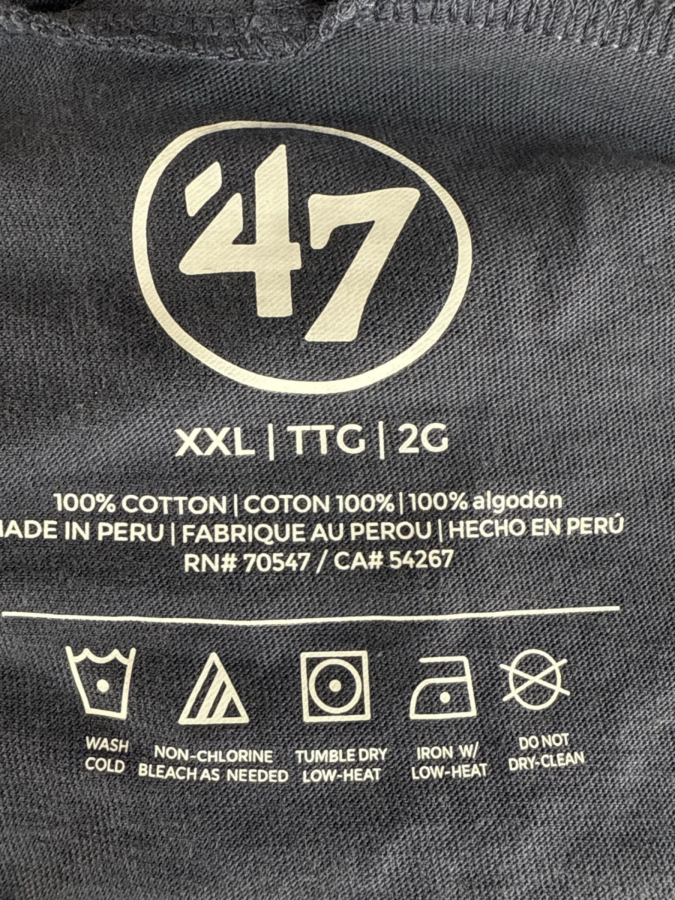 '47
XXL | TTG | 2G
100% COTTON | COTON 100% | 100% algodón
ADE IN PERU | FABRIQUE AU PEROU | HECHO EN PERÚ
RN# 70547 / CA# 54267
WASH COLD
NON-CHLORINE BLEACH AS NEEDED
TUMBLE DRY LOW-HEAT
IRON W/ LOW-HEAT
DO NOT DRY-CLEAN